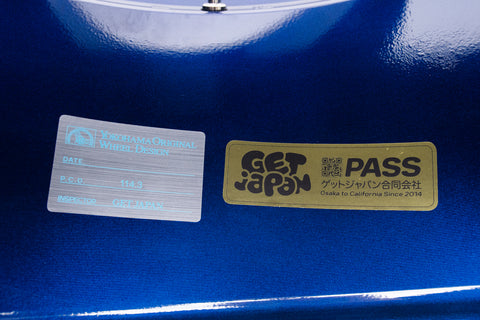 YOKOHAMA ORIGINAL
WHEEL DESIGN
DATE
P.C.D. 114.3
INSPECTOR GET JAPAN
GET
JAPAN
PASS
ゲットジャパン合同会社
Osaka to California Since 2014